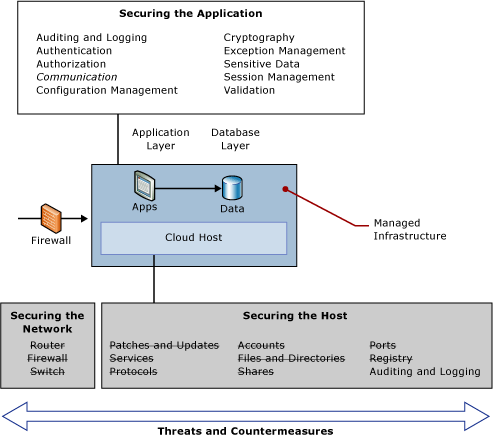 Securing the Application
Auditing and Logging
Authentication
Authorization
Communication
Configuration Management
Cryptography
Exception Management
Sensitive Data
Session Management
Validation
Application
Layer
Database
Layer
Apps
Data
Firewall
Cloud Host
Managed
Infrastructure
Securing the
Network
Router
Firewall
Switch
Securing the Host
Patches and Updates
Services
Protocols
Accounts
Files and Directories
Shares
Ports
Registry
Auditing and Logging
Threats and Countermeasures